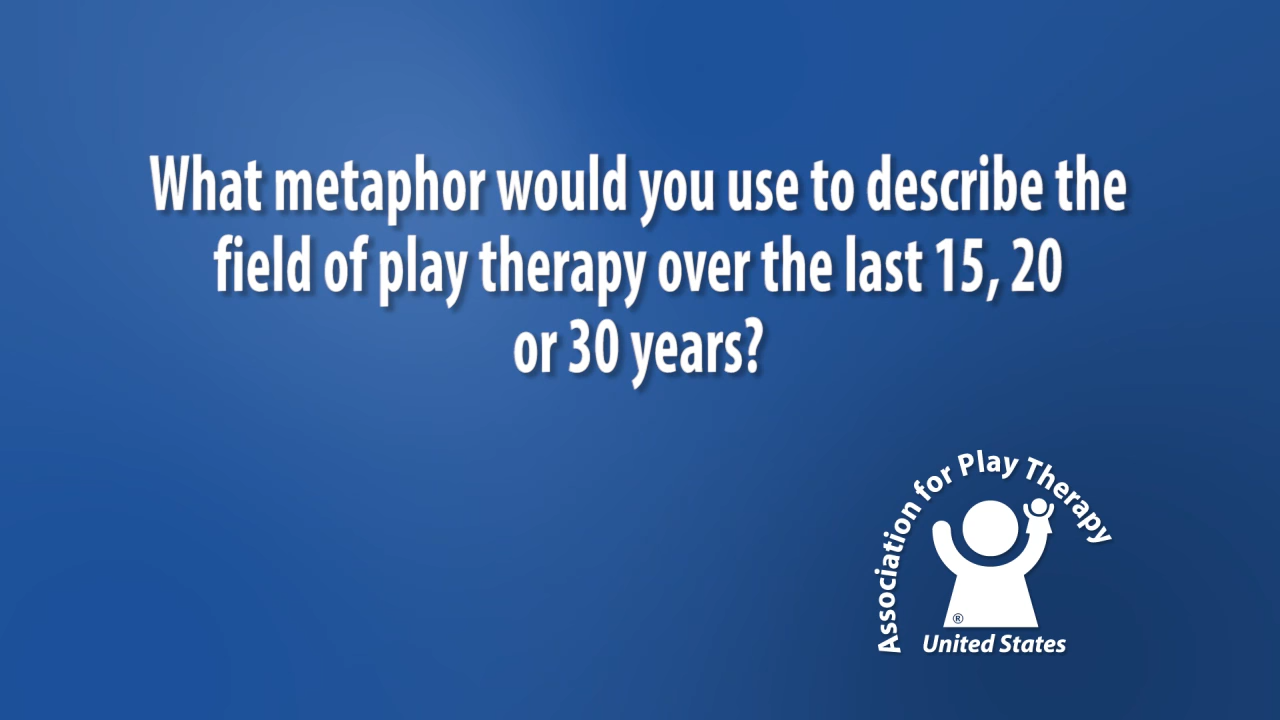 What metaphor would you use to describe the
field of play therapy over the last 15, 20
or 30 years?
Association for Play Therapy
®
United States